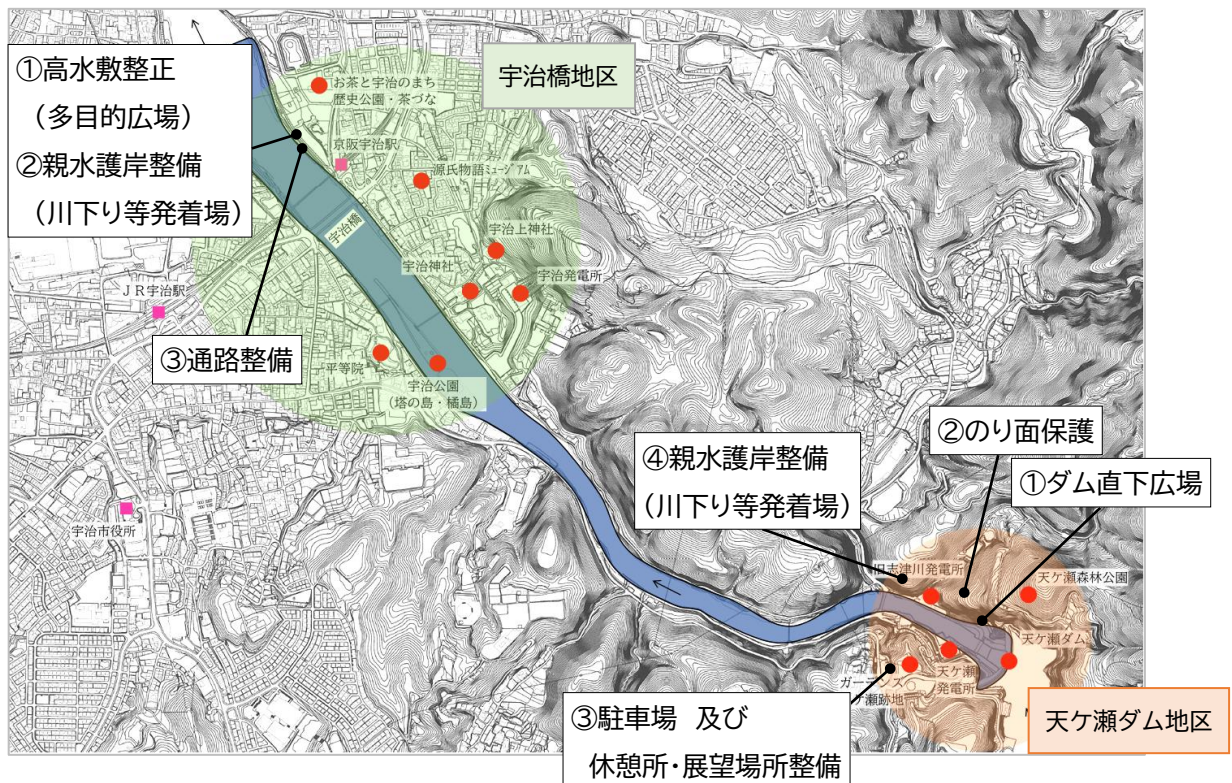 ①高水敷整正
(多目的広場)
②親水護岸整備
(川下り等発着場)
宇治橋地区
お茶と宇治のまち
歴史公園・茶づな
京阪宇治駅
源氏物語ミュージアム
宇治橋
宇治上神社
宇治神社
宇治発電所
JR宇治駅
③通路整備
平等院
宇治公園
(塔の島・橘島)
宇治市役所
②のり面保護
④親水護岸整備
(川下り等発着場)
①ダム直下広場
旧志津川発電所
天ケ瀬森林公園
天ケ瀬ダム
天ケ瀬
発電所
ガーデンズ
ケ瀬跡地
③駐車場 及び
休憩所・展望場所整備
天ケ瀬ダム地区